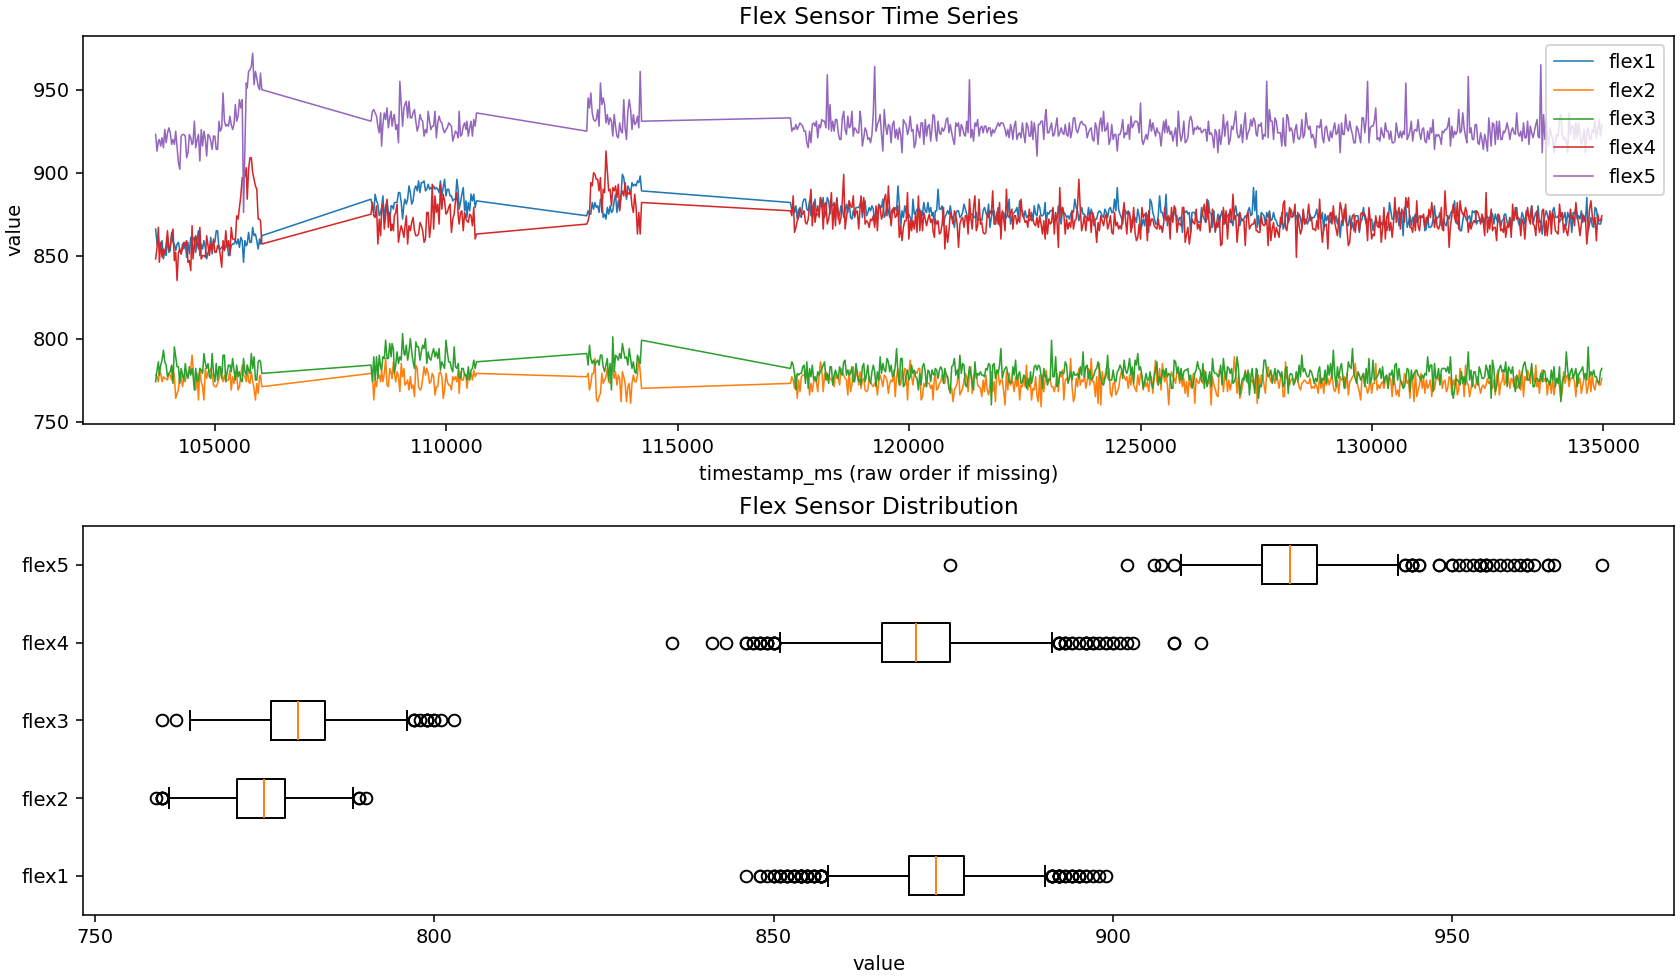 Flex Sensor Time Series
value
950
900
850
800
750
flex1
flex2
flex3
flex4
flex5
105000 110000 115000 120000 125000 130000 135000
timestamp_ms (raw order if missing)
Flex Sensor Distribution
flex5
flex4
flex3
flex2
flex1
750 800 850 900 950
value